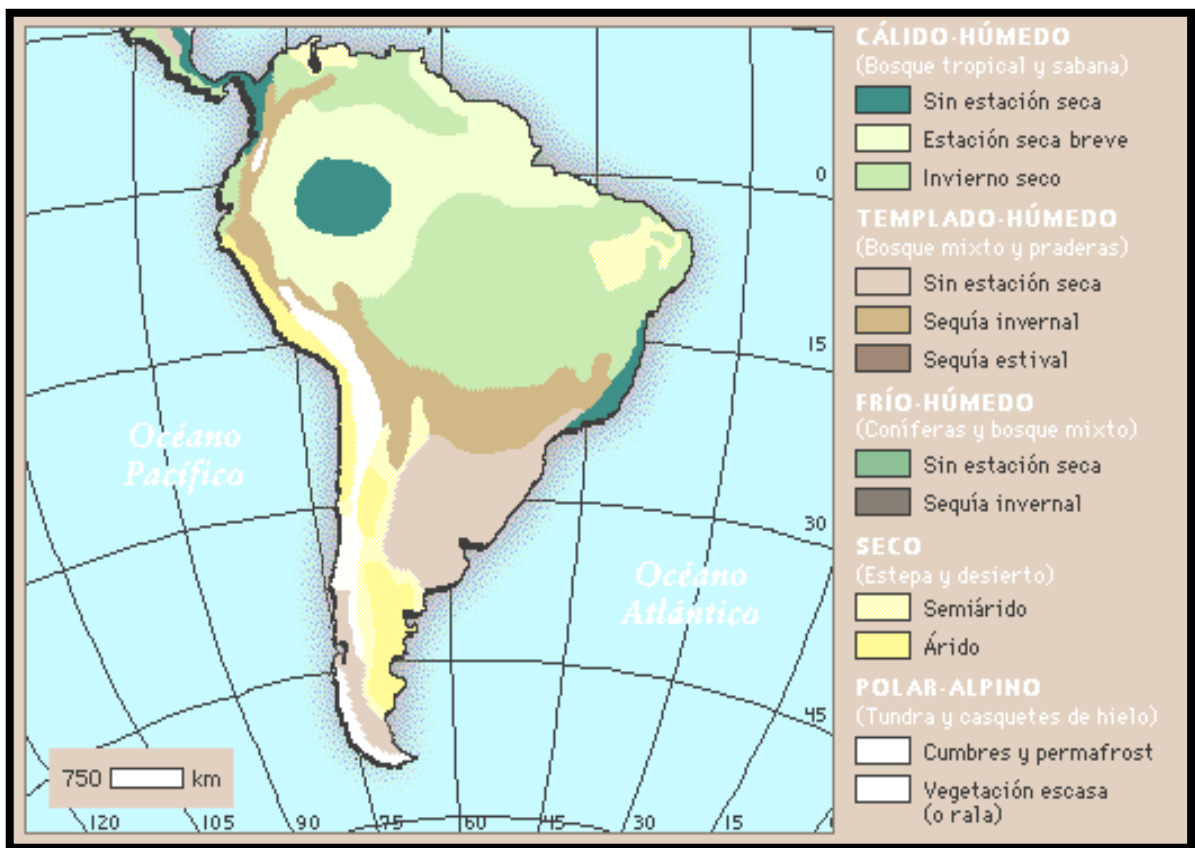 CÁLIDO-HÚMEDO
(Bosque tropical y sabana)
Sin estación seca
Estación seca breve
Invierno seco
TEMPLADO-HÚMEDO
(Bosque mixto y praderas)
Sin estación seca
Sequía invernal
Sequía estival
FRÍO-HÚMEDO
(Coníferas y bosque mixto)
Sin estación seca
Sequía invernal
SECO
(Estepa y desierto)
Semiárido
Árido
POLAR-ALPINO
(Tundra y casquetes de hielo)
Cumbres y permafrost
Vegetación escasa
(o rala)
0
15
30
45
Océano
Pacífico
Océano
Atlántico
750 km
120
105
90
75
60
45
30
15